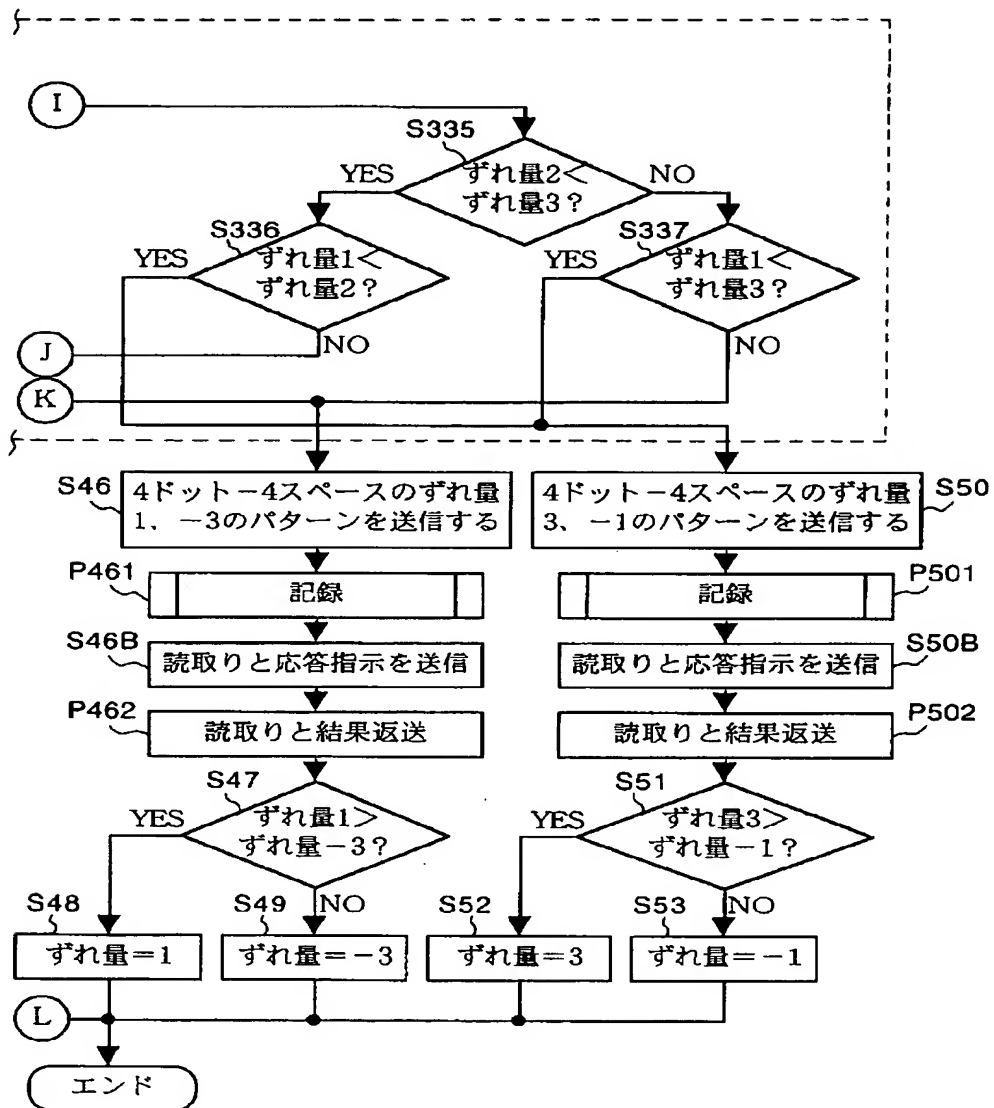 I
S335
YES
ずれ量2<
ずれ量3?
NO
S336
YES
ずれ量1<
ずれ量2?
NO
S337
YES
ずれ量1<
ずれ量3?
NO
J
K
S46
4ドット－4スペースのずれ量
1、－3のパターンを送信する
4ドット－4スペースのずれ量
3、－1のパターンを送信する
S50
P461
記録
記録
P501
S46B
読取りと応答指示を送信
読取りと応答指示を送信
S50B
P462
読取りと結果返送
読取りと結果返送
P502
S47
YES
ずれ量1>
ずれ量－3?
NO
S51
YES
ずれ量3>
ずれ量－1?
NO
S48
ずれ量＝1
S49
ずれ量＝－3
S52
ずれ量＝3
S53
ずれ量＝－1
L
エンド